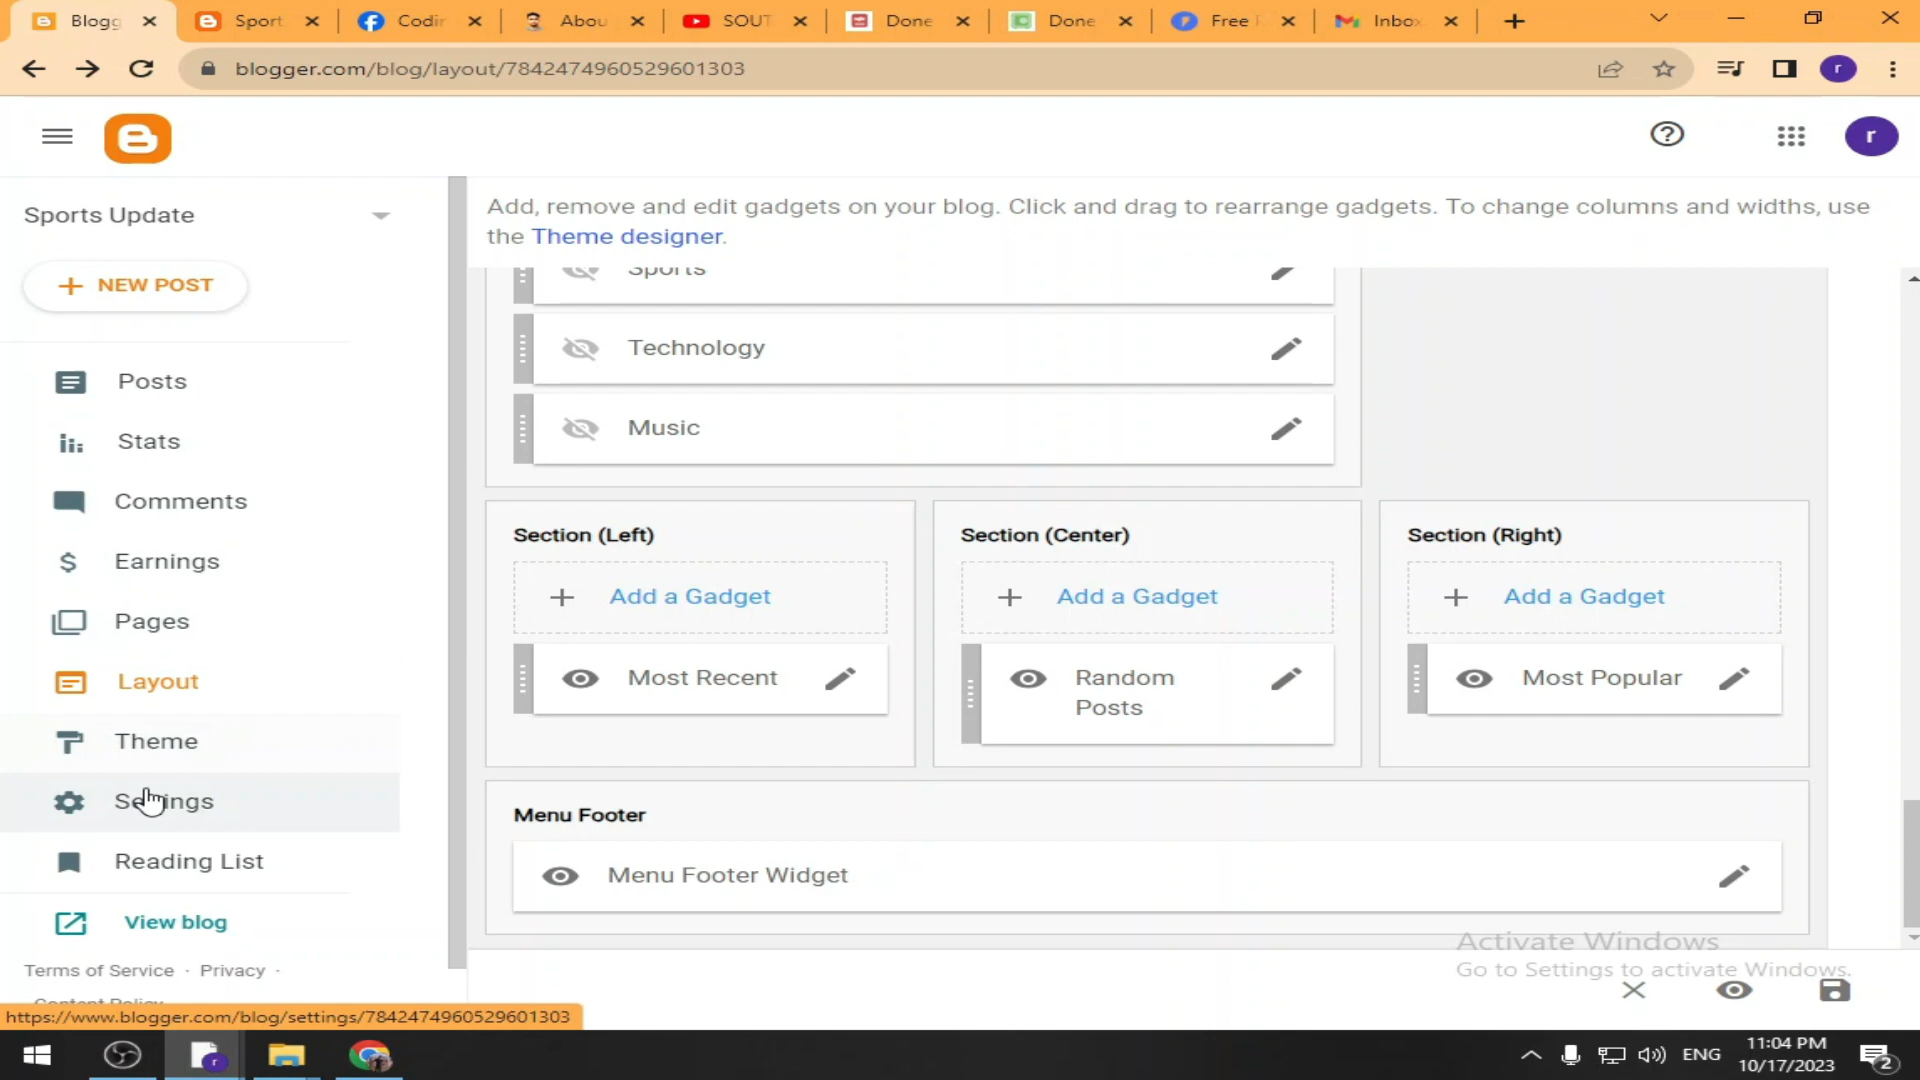 Blogg
Sport
Codin
Abou
SOUT
Done
Done
Free
Inbox
blogger.com/blog/layout/7842474960529601303
r
r
Sports Update
NEW POST
Posts
Stats
Comments
Earnings
Pages
Layout
Theme
Settings
Reading List
View blog
Terms of Service · Privacy ·
Content Policy
https://www.blogger.com/blog/settings/7842474960529601303
Add, remove and edit gadgets on your blog. Click and drag to rearrange gadgets. To change columns and widths, use
the Theme designer.
Sports
Technology
Music
Section (Left)
Add a Gadget
Most Recent
Section (Center)
Add a Gadget
Random
Posts
Section (Right)
Add a Gadget
Most Popular
Menu Footer
Menu Footer Widget
Activate Windows
Go to Settings to activate Windows.
ENG
11:04 PM
10/17/2023
2